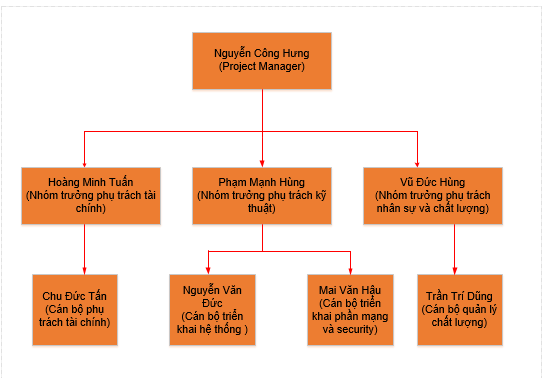 Nguyễn Công Hưng
(Project Manager)
Hoàng Minh Tuấn
(Nhóm trưởng phụ trách tài
chính)
Phạm Mạnh Hùng
(Nhóm trưởng phụ trách kỹ
thuật)
Vũ Đức Hùng
(Nhóm trưởng phụ trách
nhân sự và chất lượng)
Chu Đức Tấn
(Cán bộ phụ
trách tài chính)
Nguyễn Văn
Đức
(Cán bộ triển
khai hệ thống )
Mai Văn Hậu
(Cán bộ triển
khai phần mạng
và security)
Trần Trí Dũng
(Cán bộ quản lý
chất lượng)